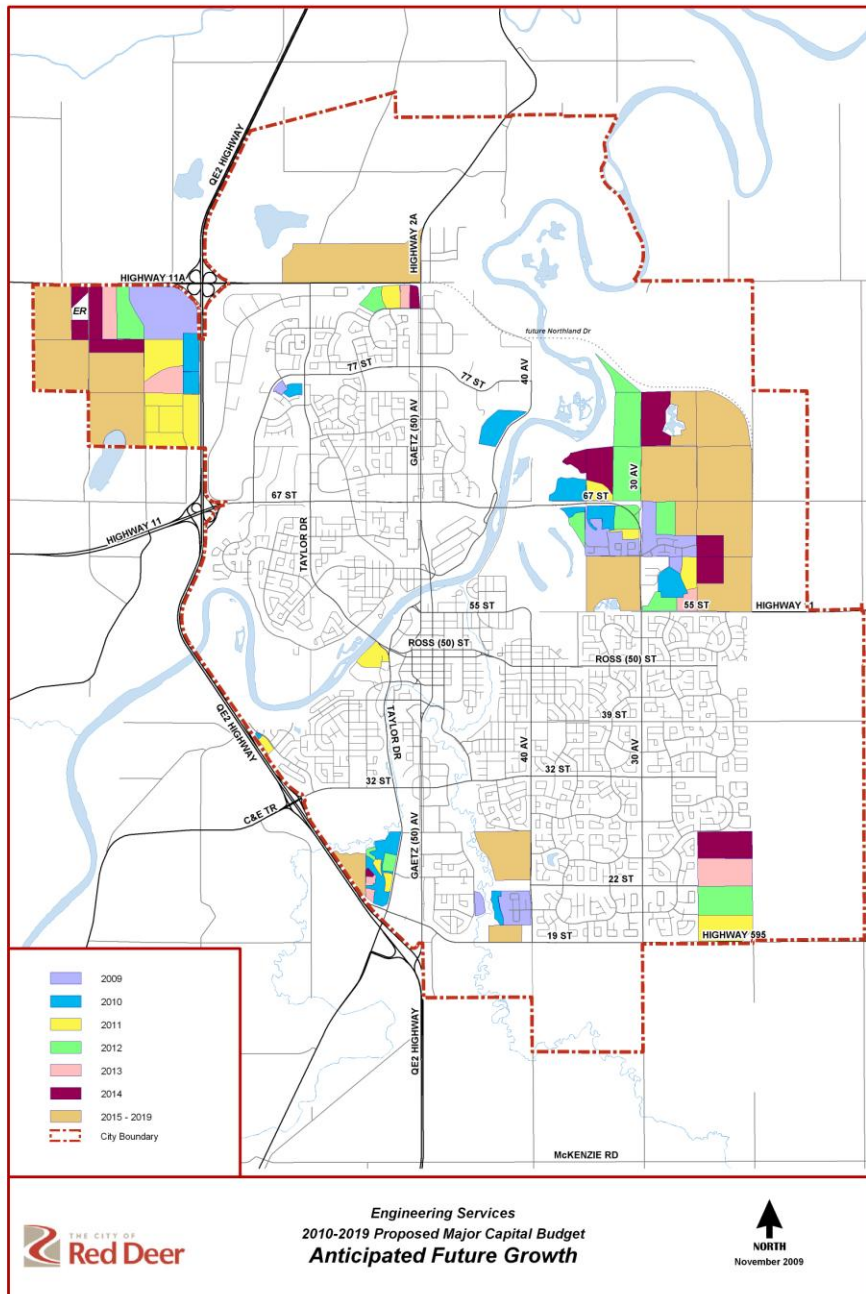 QE2 HIGHWAY
HIGHWAY 2A
HIGHWAY 11A
ER
future Northland Dr
77 ST
77 ST
40 AV
GAETZ (50) AV
30 AV
67 ST
67 ST
HIGHWAY 11
TAYLOR DR
55 ST
55 ST
HIGHWAY 1
ROSS (50) ST
ROSS (50) ST
QE2 HIGHWAY
TAYLOR DR
39 ST
40 AV
30 AV
32 ST
32 ST
C&E TR
GAETZ (50) AV
22 ST
19 ST
HIGHWAY 595
2009
2010
2011
2012
2013
2014
2015 - 2019
City Boundary
QE2 HIGHWAY
McKENZIE RD
THE CITY OF
Red Deer
Engineering Services
2010-2019 Proposed Major Capital Budget
Anticipated Future Growth
NORTH
November 2009